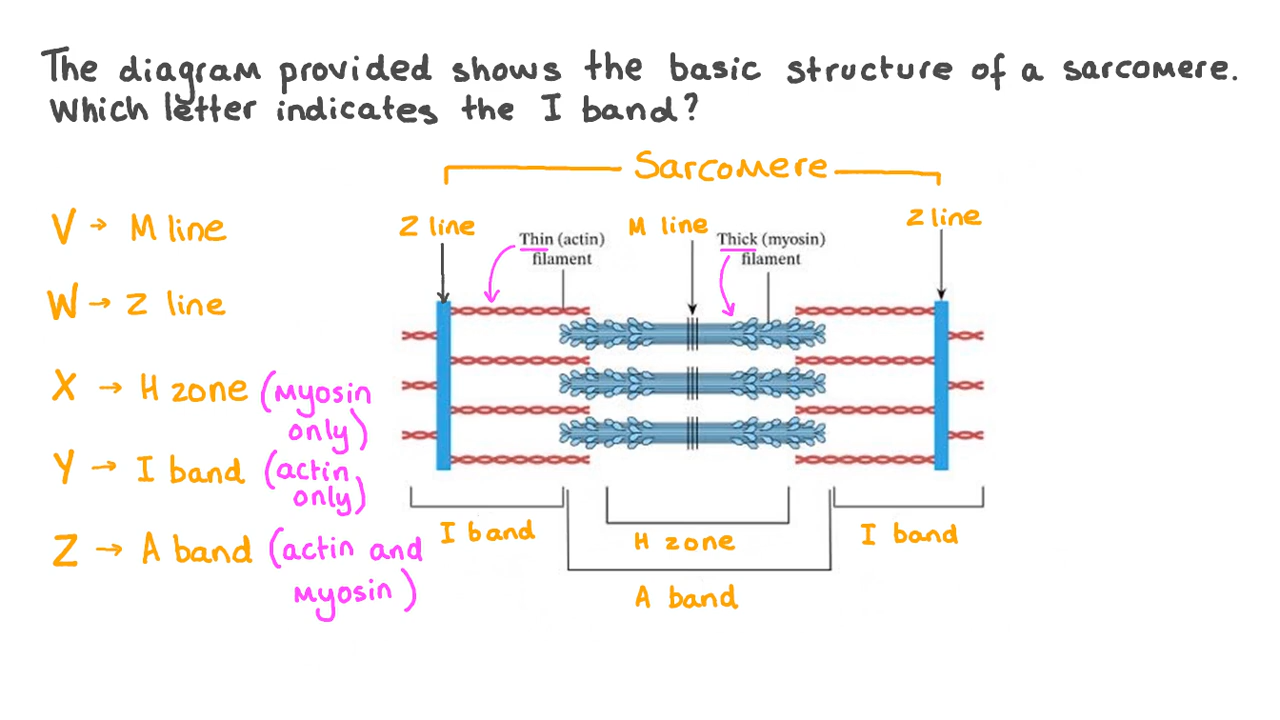 The diagram provided shows the basic structure of a sarcomere.
Which letter indicates the I band?
Sarcomere
V → M line
W → Z line
X → H zone (myosin
only)
Y → I band (actin
only)
Z → A band (actin and
myosin)
Z line
M line
Z line
Thin (actin)
filament
Thick (myosin)
filament
I band
H zone
I band
A band